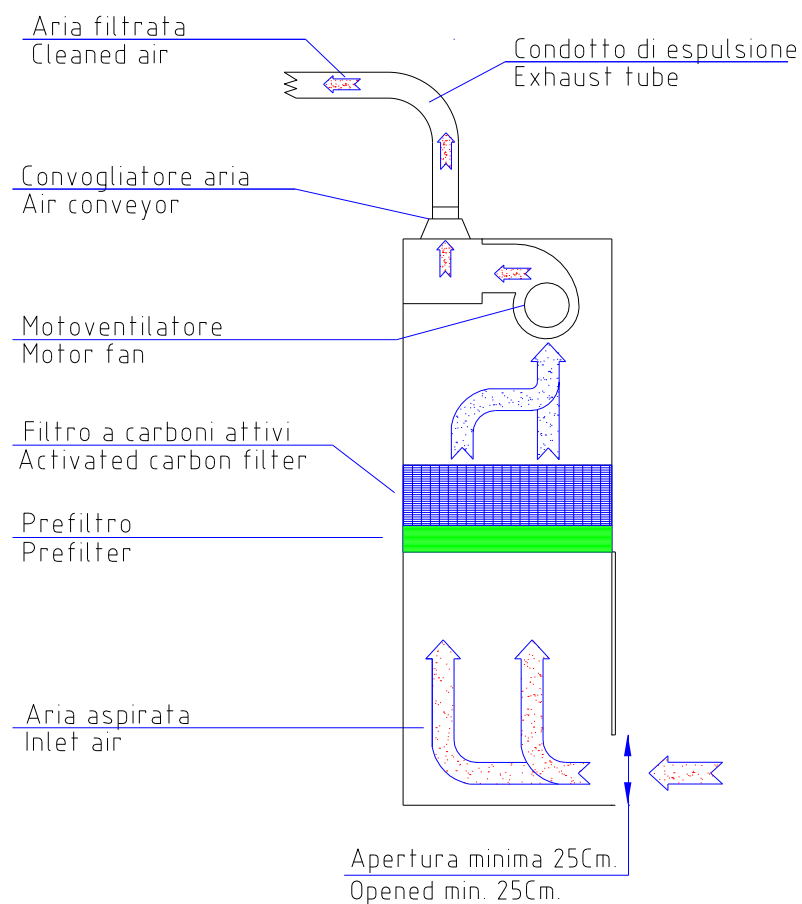 Aria filtrata
Cleaned air
Condotto di espulsione
Exhaust tube
Convogliatore aria
Air conveyor
Motoventilatore
Motor fan
Filtro a carboni attivi
Activated carbon filter
Prefiltro
Prefilter
Aria aspirata
Inlet air
Apertura minima 25Cm.
Opened min. 25Cm.